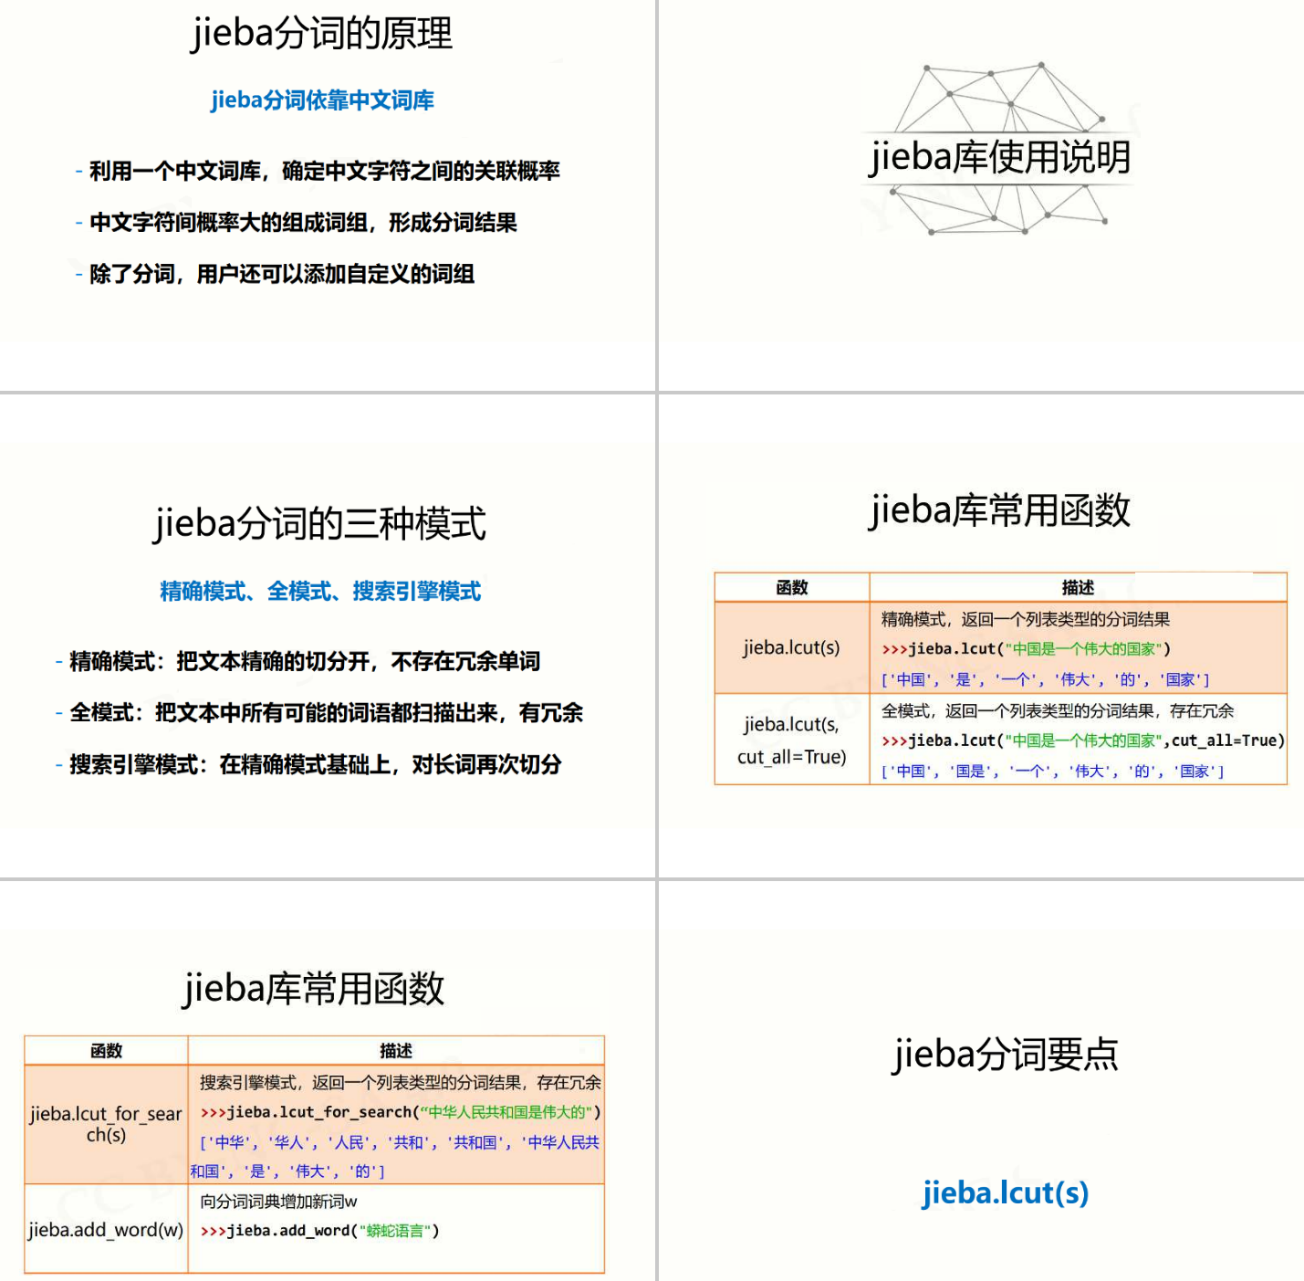 jieba分词的原理
jieba分词依靠中文词库
- 利用一个中文词库，确定中文字符之间的关联概率
- 中文字符间概率大的组成词组，形成分词结果
- 除了分词，用户还可以添加自定义的词组
jieba库使用说明
jieba分词的三种模式
精确模式、全模式、搜索引擎模式
- 精确模式：把文本精确的切分开，不存在冗余单词
- 全模式：把文本中所有可能的词语都扫描出来，有冗余
- 搜索引擎模式：在精确模式基础上，对长词再次切分
jieba库常用函数
函数 描述
jieba.lcut(s)
精确模式，返回一个列表类型的分词结果
>>>jieba.lcut("中国是一个伟大的国家")
['中国', '是', '一个', '伟大', '的', '国家']
jieba.lcut(s,
cut_all=True)
全模式，返回一个列表类型的分词结果，存在冗余
>>>jieba.lcut("中国是一个伟大的国家",cut_all=True)
['中国', '国是', '一个', '伟大', '的', '国家']
jieba库常用函数
函数 描述
jieba.lcut_for_sear
ch(s)
搜索引擎模式，返回一个列表类型的分词结果，存在冗余
>>>jieba.lcut_for_search(“中华人民共和国是伟大的")
['中华', '华人', '人民', '共和', '共和国', '中华人民共
和国', '是', '伟大', '的']
jieba.add_word(w)
向分词词典增加新词w
>>>jieba.add_word("蟒蛇语言")
jieba分词要点
jieba.lcut(s)